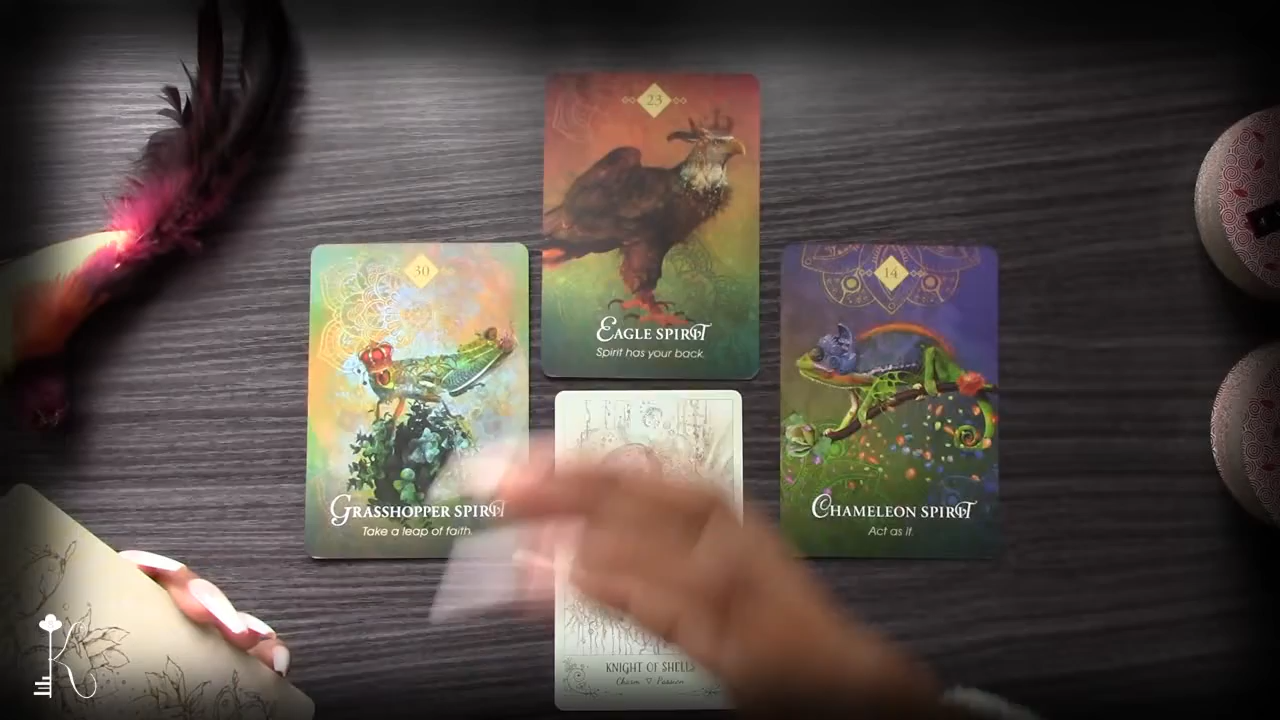 23
EAGLE SPIRIT
Spirit has your back.
30
GRASSHOPPER SPIRIT
Take a leap of faith.
14
CHAMELEON SPIRIT
Act as if.
KNIGHT OF SHELLS
Charm ▽ Passion
K